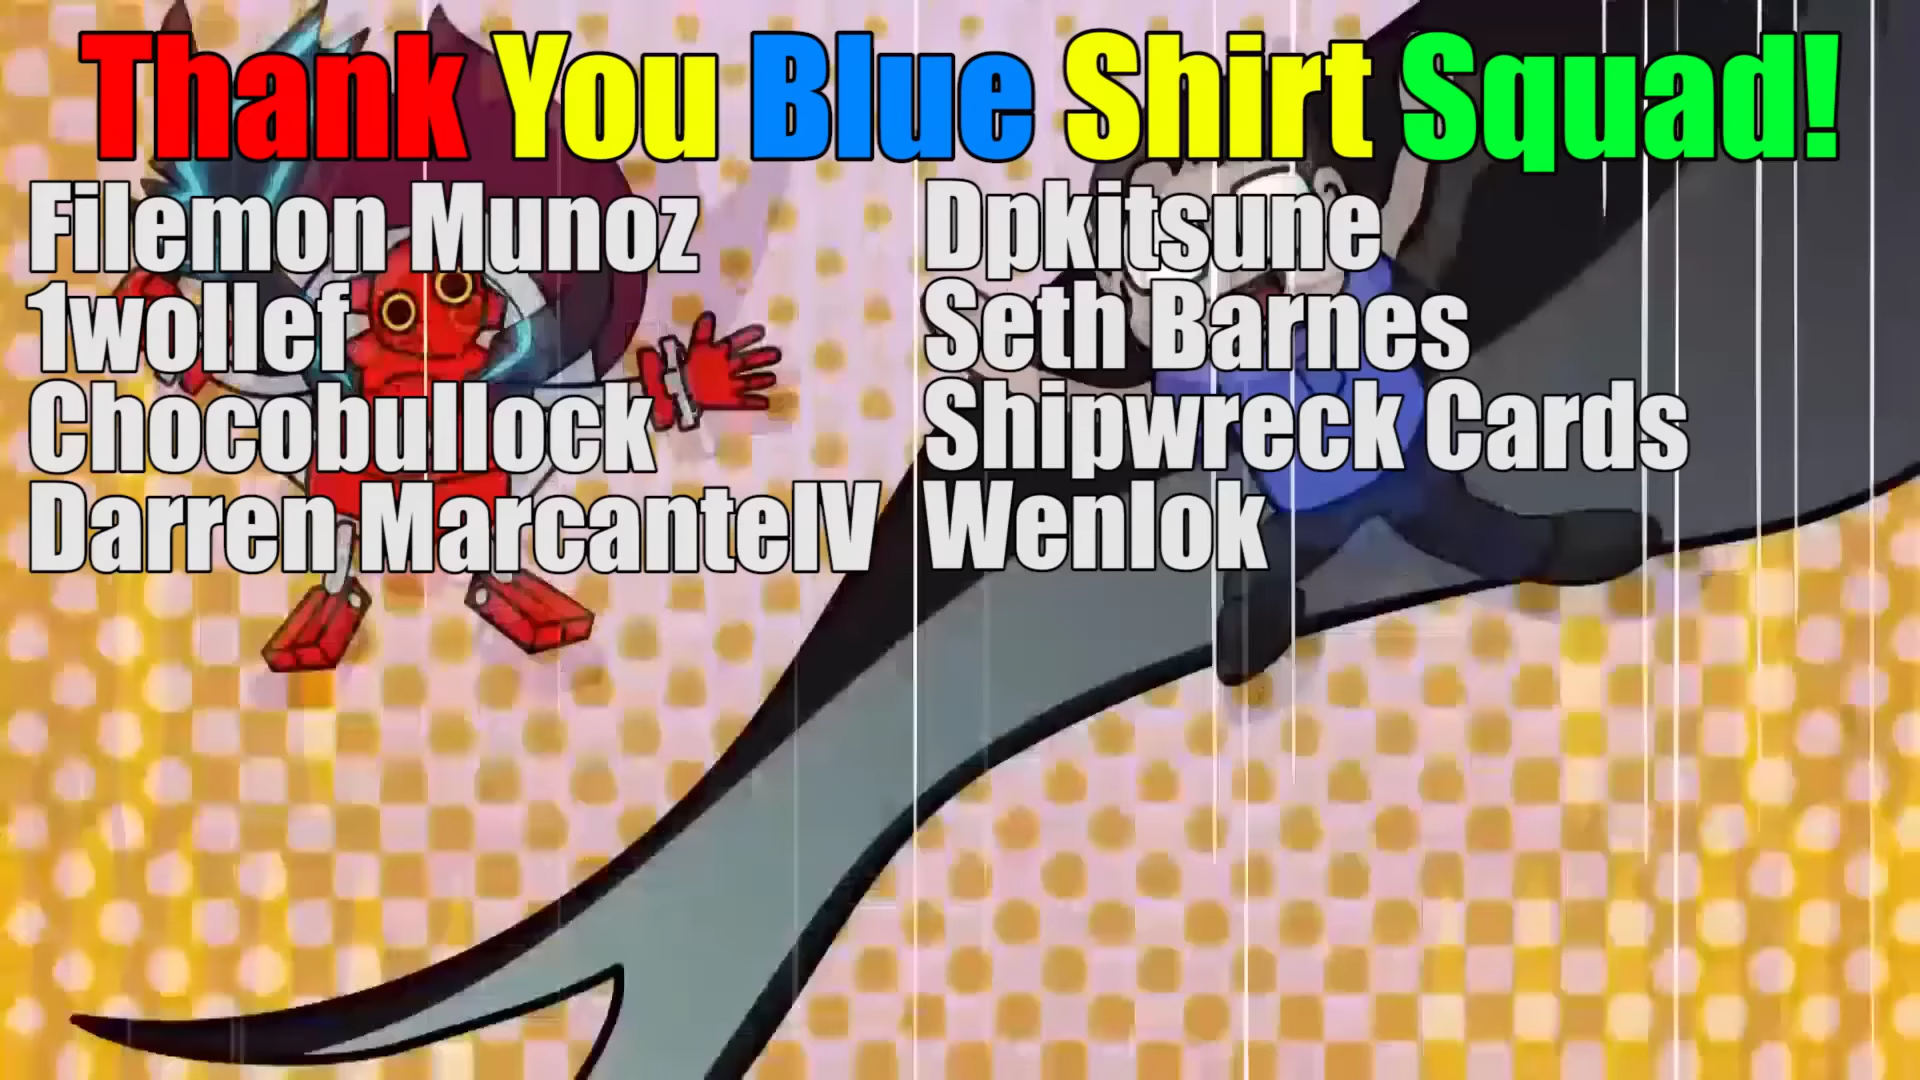 Thank You Blue Shirt Squad!
Filemon Munoz
1wollef
Chocobullock
Darren MarcanteIV
Dpkitsune
Seth Barnes
Shipwreck Cards
Wenlok